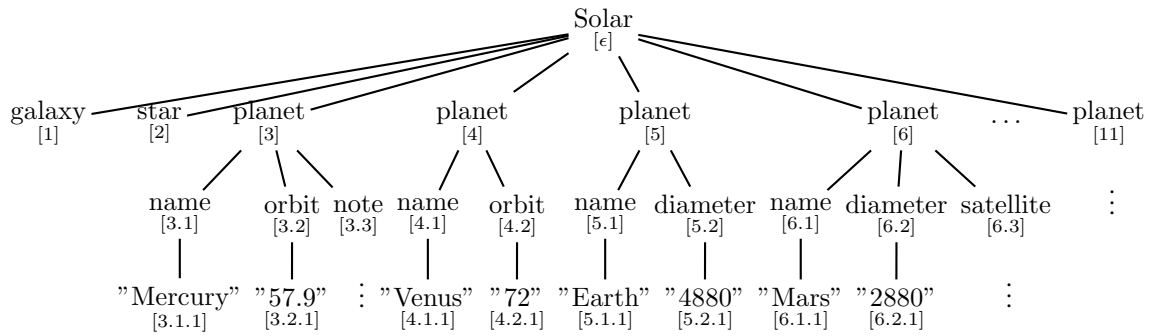 Solar
[ϵ]
galaxy star planet planet planet planet ... planet
[1] [2] [3] [4] [5] [6] [11]
name orbit note name orbit name diameter name diameter satellite ⋮
[3.1] [3.2] [3.3] [4.1] [4.2] [5.1] [5.2] [6.1] [6.2] [6.3]
”Mercury” ”57.9” ⋮ ”Venus” ”72” ”Earth” ”4880” ”Mars” ”2880” ⋮
[3.1.1] [3.2.1] [4.1.1] [4.2.1] [5.1.1] [5.2.1] [6.1.1] [6.2.1]